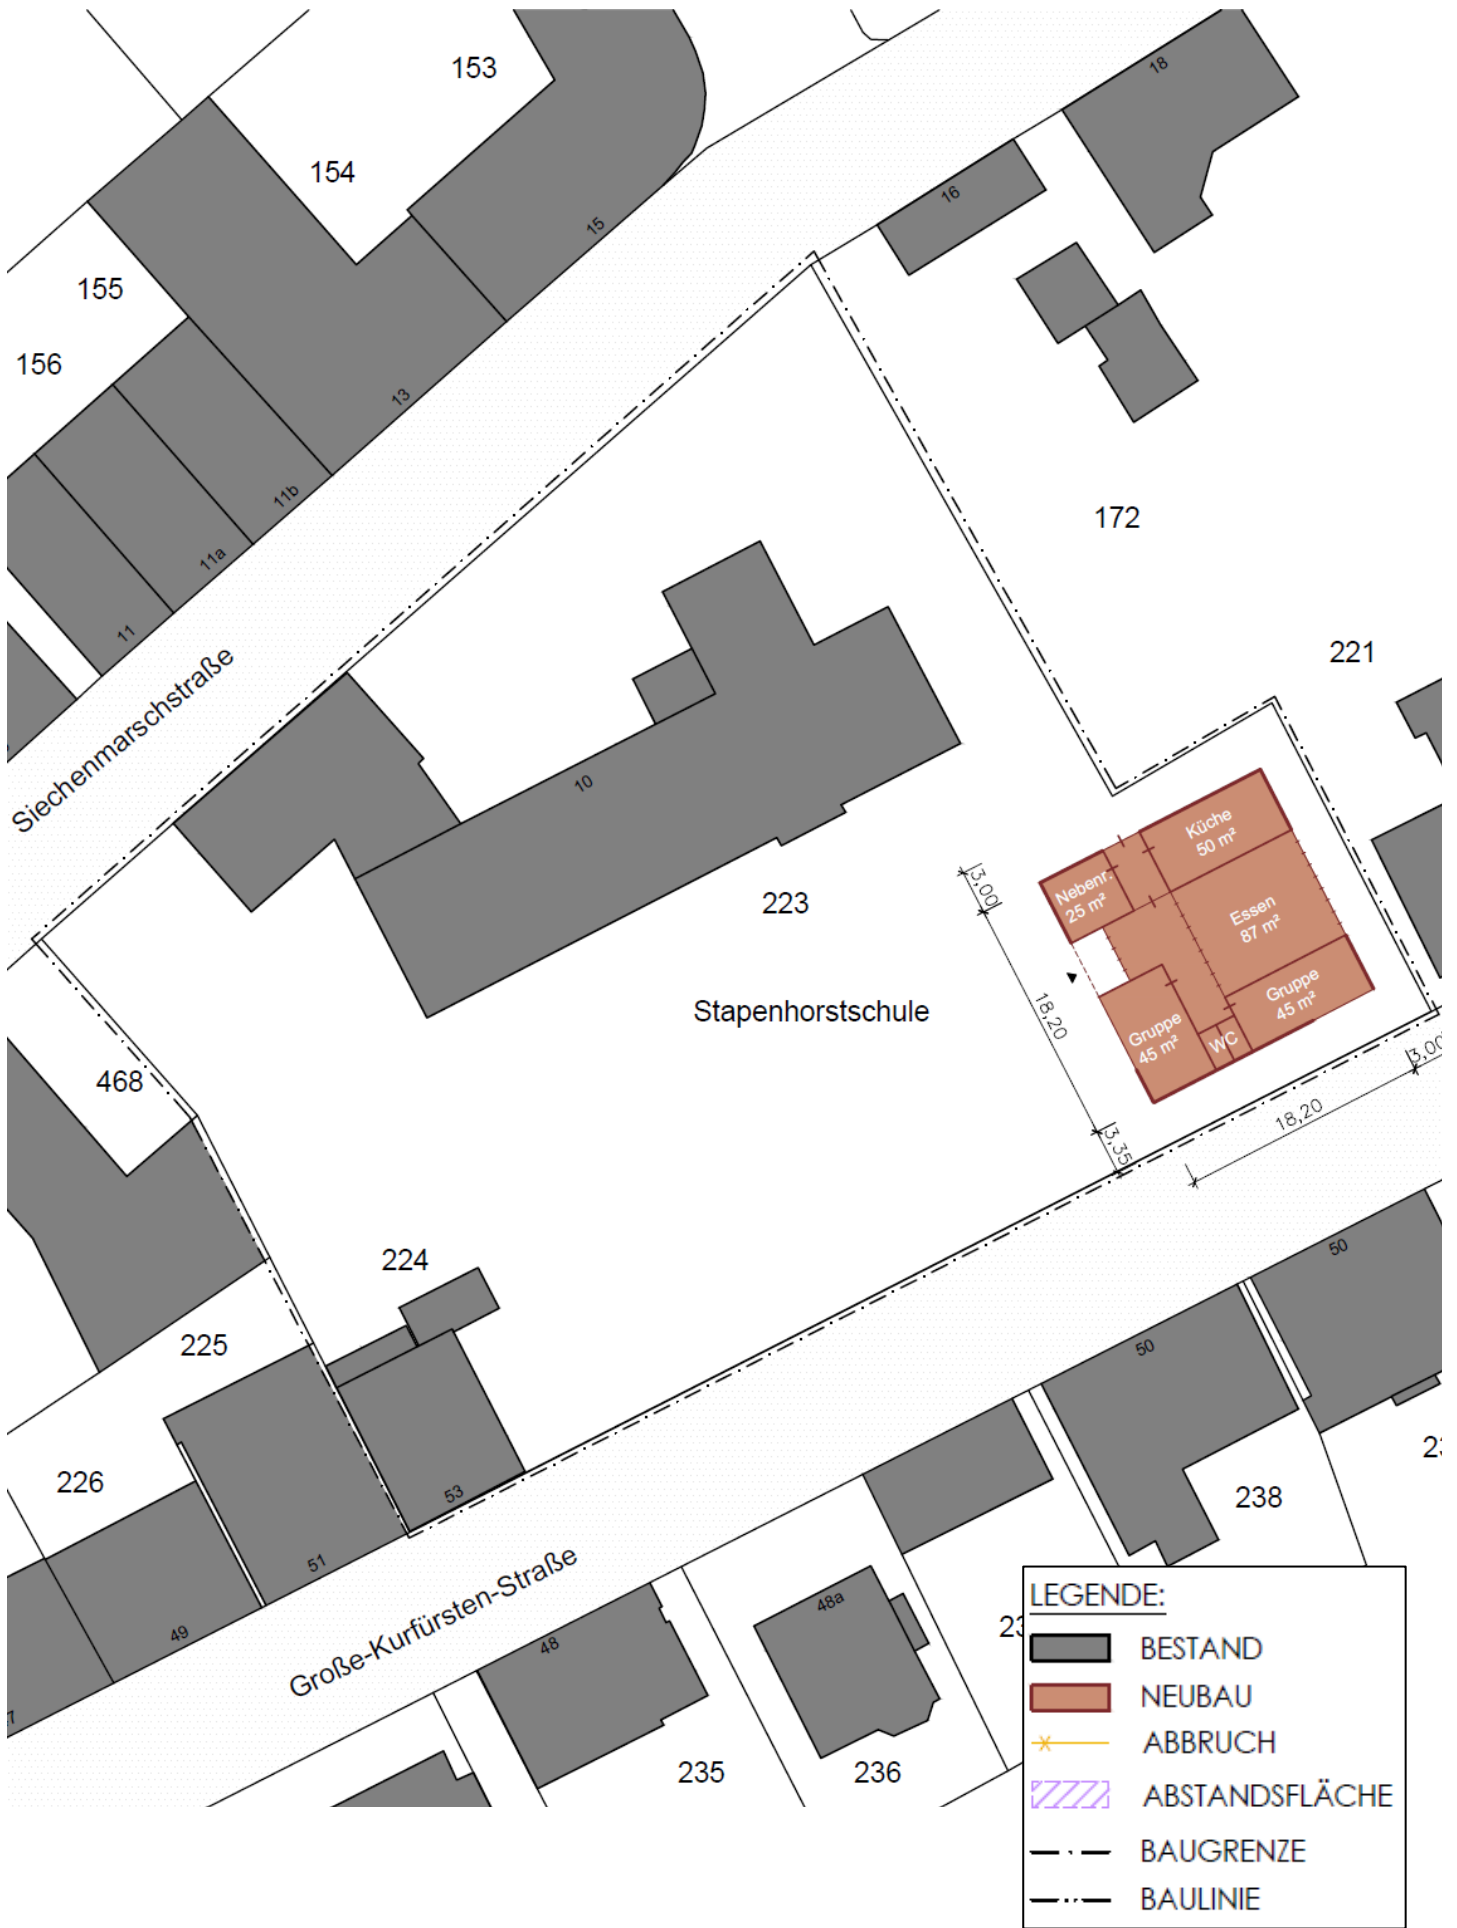 153
18
154
16
15
155
156
13
11b
172
11a
11
Siechenmarschstraße
221
10
Küche
50 m²
Nebenr.
25 m²
3,00
223
Essen
87 m²
Stapenhorstschule
18,20
Gruppe
45 m²
Gruppe
45 m²
WC
3,00
468
18,20
3,35
224
50
225
50
226
53
238
51
Große-Kurfürsten-Straße
49
48
48a
235
236
LEGENDE:
BESTAND
NEUBAU
ABBRUCH
ABSTANDSFLÄCHE
BAUGRENZE
BAULINIE